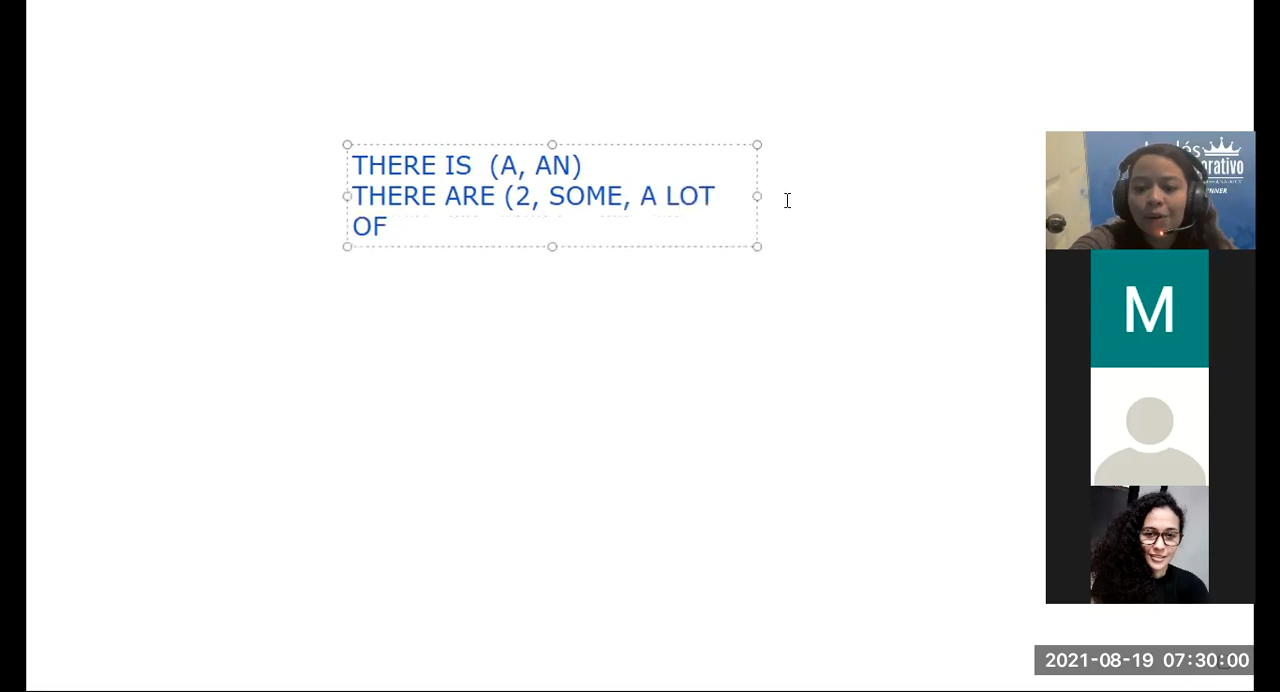 THERE IS  (A, AN)
THERE ARE (2, SOME, A LOT
OF
M
2021-08-19 07:30:00